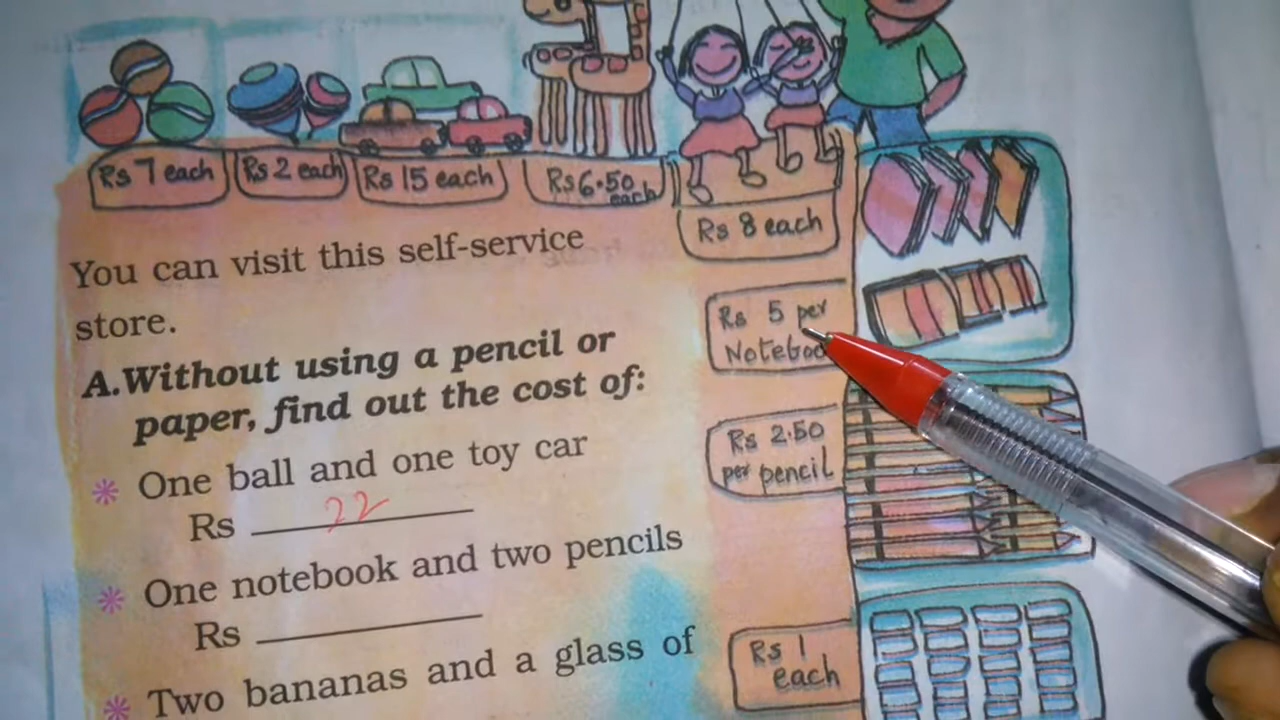 Rs 7 each
Rs 2 each
Rs 15 each
Rs 6.50 each
Rs 8 each
You can visit this self-service
store.
Rs 5 per
A. Without using a pencil or
paper, find out the cost of:
Rs 2.50
per pencil
One ball and one toy car
Rs 22
One notebook and two pencils
Rs
Rs 1
each
Two bananas and a glass of